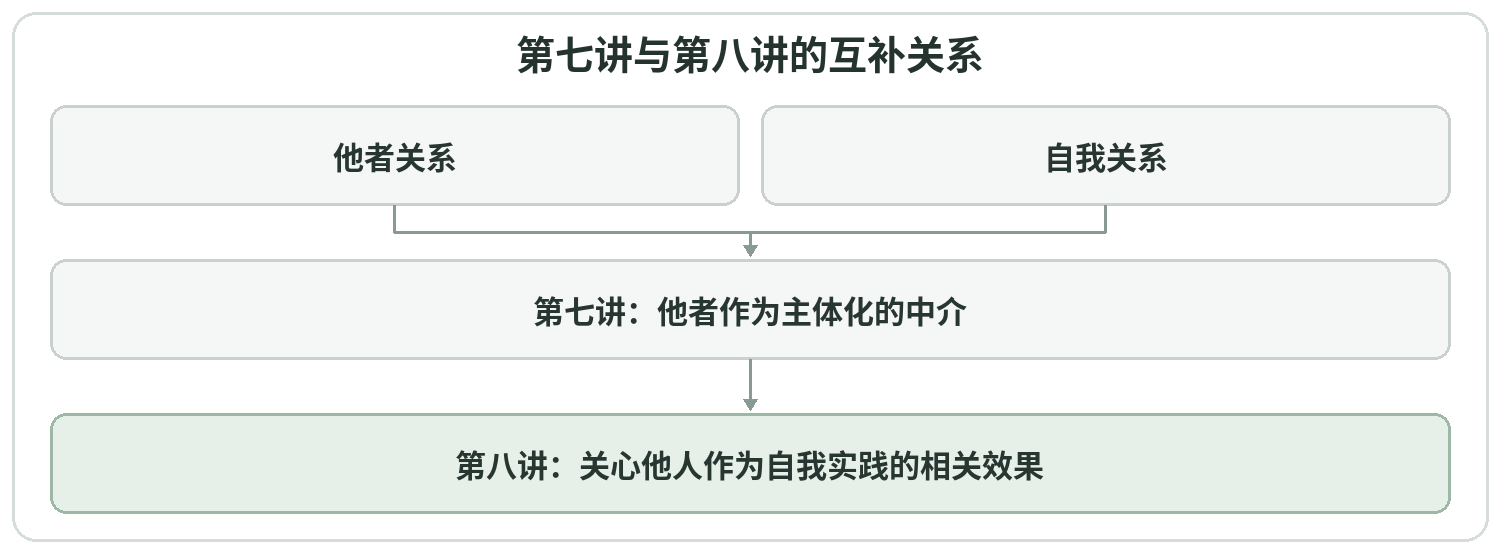 第七讲与第八讲的互补关系
他者关系
自我关系
第七讲：他者作为主体化的中介
第八讲：关心他人作为自我实践的相关效果